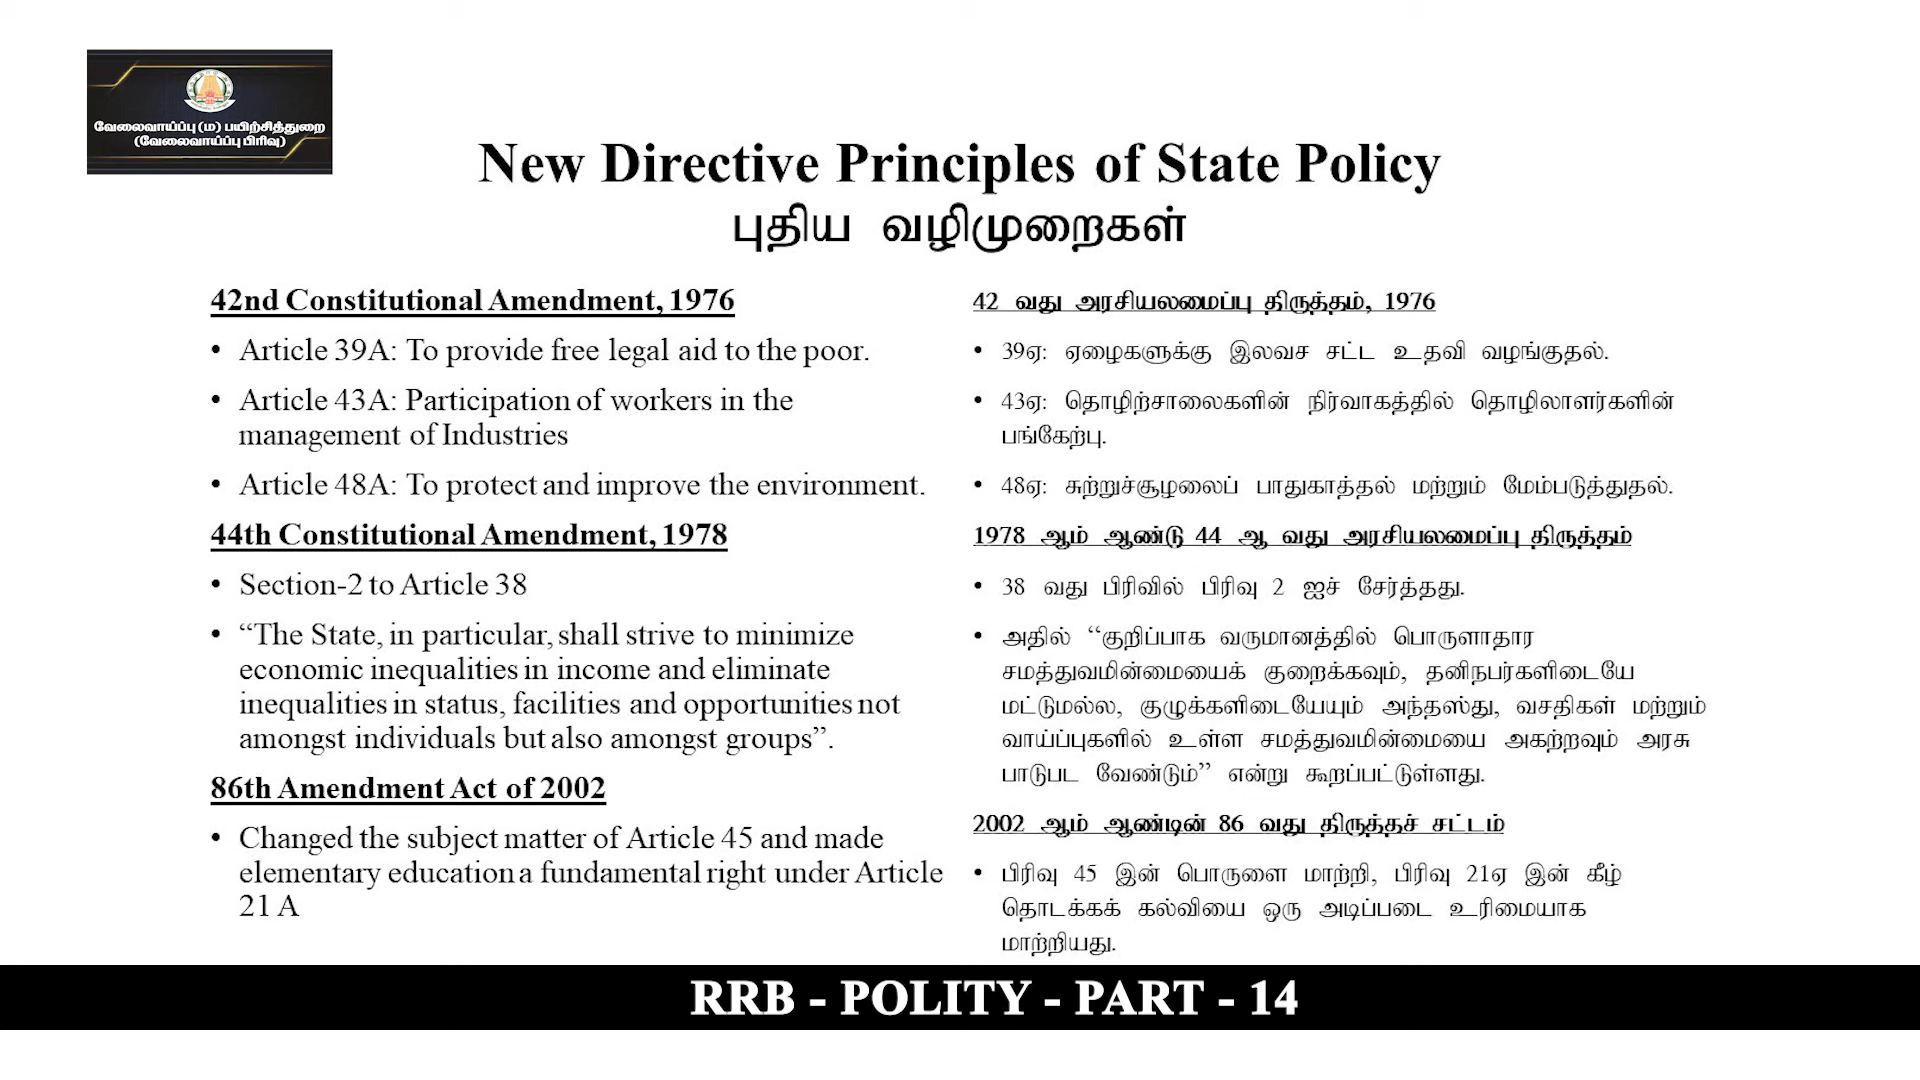 வேலைவாய்ப்பு (ம) பயிற்சித்துறை
(வேலைவாய்ப்பு பிரிவு)
New Directive Principles of State Policy
புதிய வழிமுறைகள்
42nd Constitutional Amendment, 1976
• Article 39A: To provide free legal aid to the poor.
• Article 43A: Participation of workers in the
management of Industries
• Article 48A: To protect and improve the environment.
44th Constitutional Amendment, 1978
• Section-2 to Article 38
• “The State, in particular, shall strive to minimize
economic inequalities in income and eliminate
inequalities in status, facilities and opportunities not
amongst individuals but also amongst groups”.
86th Amendment Act of 2002
• Changed the subject matter of Article 45 and made
elementary education a fundamental right under Article
21 A
42 வது அரசியலமைப்பு திருத்தம், 1976
• 39ஏ: ஏழைகளுக்கு இலவச சட்ட உதவி வழங்குதல்.
• 43ஏ: தொழிற்சாலைகளின் நிர்வாகத்தில் தொழிலாளர்களின்
பங்கேற்பு.
• 48ஏ: சுற்றுச்சூழலைப் பாதுகாத்தல் மற்றும் மேம்படுத்துதல்.
1978 ஆம் ஆண்டு 44 ஆ வது அரசியலமைப்பு திருத்தம்
• 38 வது பிரிவில் பிரிவு 2 ஐச் சேர்த்தது.
• அதில் “குறிப்பாக வருமானத்தில் பொருளாதார
சமத்துவமின்மையைக் குறைக்கவும், தனிநபர்களிடையே
மட்டுமல்ல, குழுக்களிடையேயும் அந்தஸ்து, வசதிகள் மற்றும்
வாய்ப்புகளில் உள்ள சமத்துவமின்மையை அகற்றவும் அரசு
பாடுபட வேண்டும்” என்று கூறப்பட்டுள்ளது.
2002 ஆம் ஆண்டின் 86 வது திருத்தச் சட்டம்
• பிரிவு 45 இன் பொருளை மாற்றி, பிரிவு 21ஏ இன் கீழ்
தொடக்கக் கல்வியை ஒரு அடிப்படை உரிமையாக
மாற்றியது.
RRB - POLITY - PART - 14